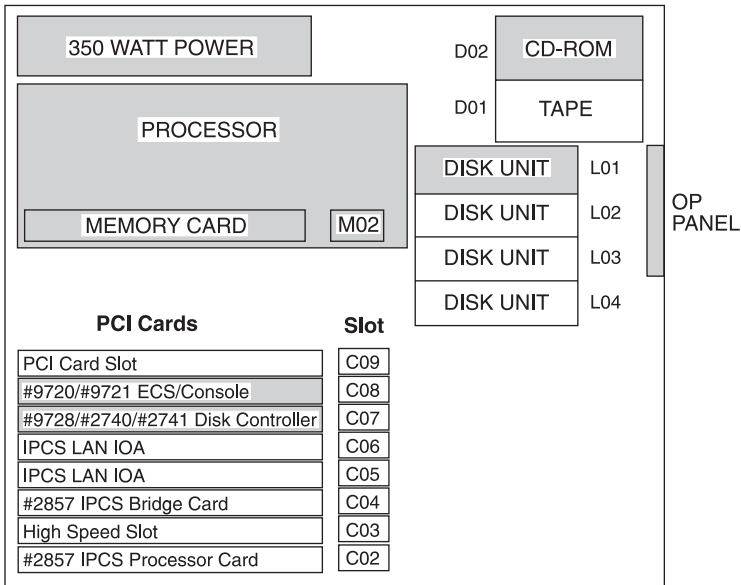 350 WATT POWER
D02 CD-ROM
D01 TAPE
PROCESSOR
MEMORY CARD M02
DISK UNIT L01
DISK UNIT L02
DISK UNIT L03
DISK UNIT L04
OP
PANEL
PCI Cards Slot
PCI Card Slot C09
#9720/#9721 ECS/Console C08
#9728/#2740/#2741 Disk Controller C07
IPCS LAN IOA C06
IPCS LAN IOA C05
#2857 IPCS Bridge Card C04
High Speed Slot C03
#2857 IPCS Processor Card C02